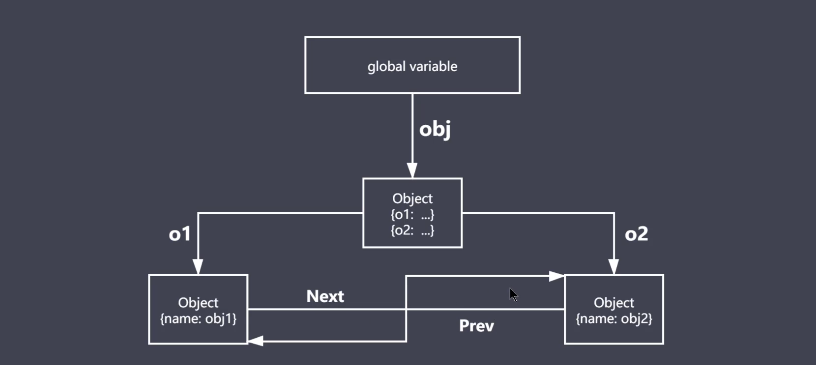 global variable
obj
Object
{o1: ...}
{o2: ...}
o1
o2
Object
{name: obj1}
Next
Prev
Object
{name: obj2}